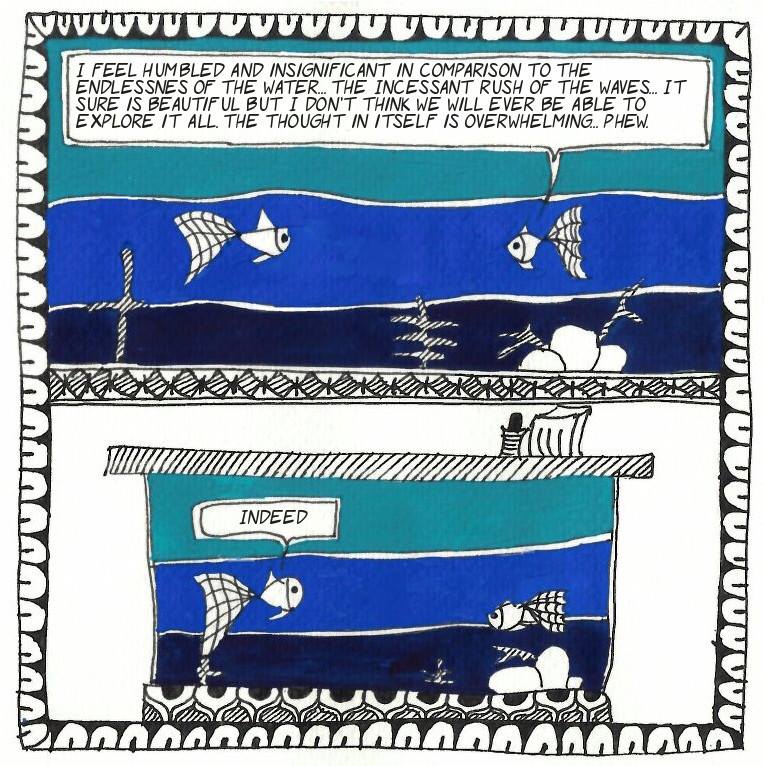 I FEEL HUMBLED AND INSIGNIFICANT IN COMPARISON TO THE
ENDLESSNES OF THE WATER... THE INCESSANT RUSH OF THE WAVES... IT
SURE IS BEAUTIFUL BUT I DON'T THINK WE WILL EVER BE ABLE TO
EXPLORE IT ALL. THE THOUGHT IN ITSELF IS OVERWHELMING... PHEW.
INDEED